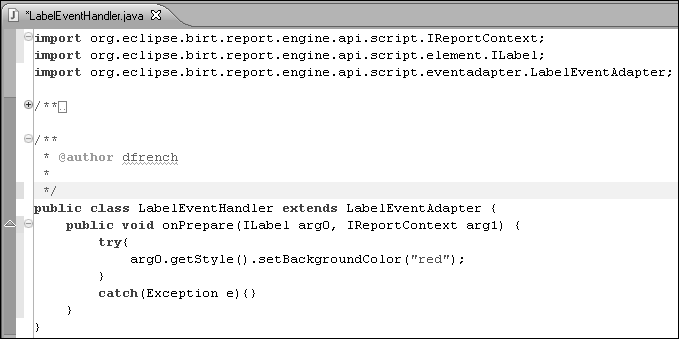 *LabelEventHandler.java
import org.eclipse.birt.report.engine.api.script.IReportContext;
import org.eclipse.birt.report.engine.api.script.element.ILabel;
import org.eclipse.birt.report.engine.api.script.eventadapter.LabelEventAdapter;
/**
/**
 * @author dfrench
 *
 */
public class LabelEventHandler extends LabelEventAdapter {
    public void onPrepare(ILabel arg0, IReportContext arg1) {
        try{
            arg0.getStyle().setBackgroundColor("red");
        }
        catch(Exception e){}
    }
}